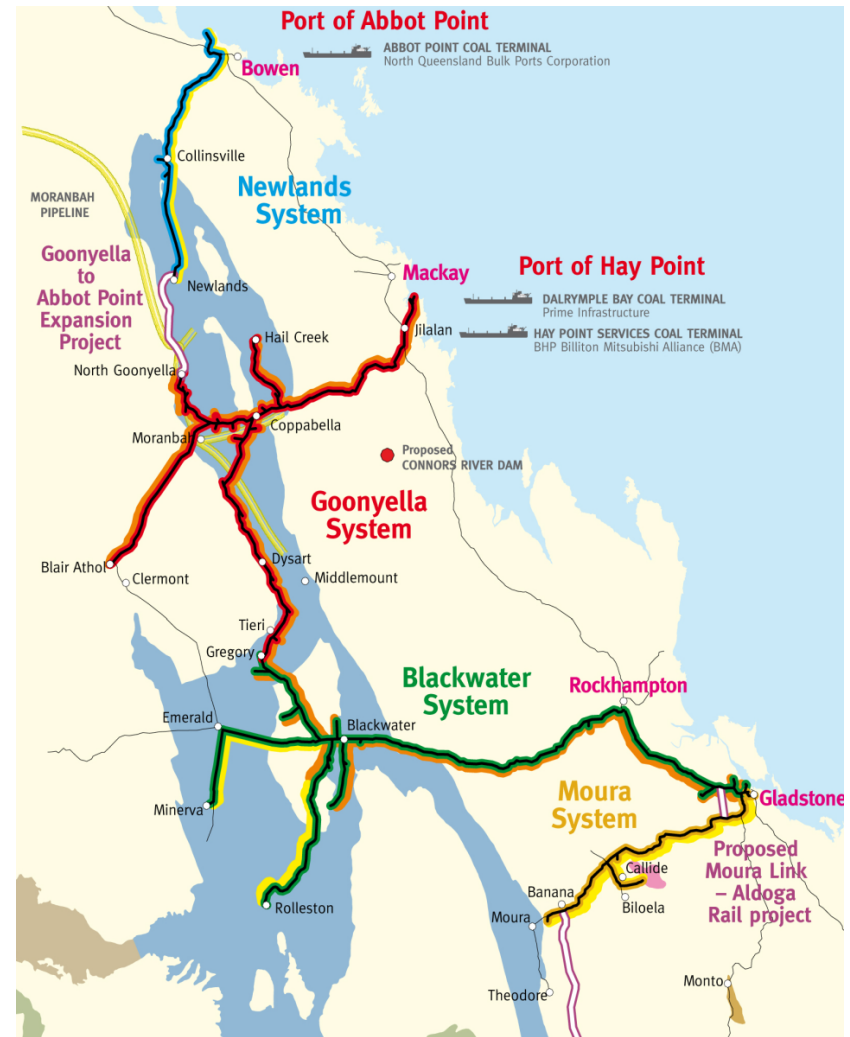 Port of Abbot Point
ABBOT POINT COAL TERMINAL
North Queensland Bulk Ports Corporation
Bowen
Collinsville
Newlands
System
MORANBAH
PIPELINE
Goonyella
to
Abbot Point
Expansion
Project
Newlands
Mackay
Port of Hay Point
DALRYMPLE BAY COAL TERMINAL
Prime Infrastructure
Jilalan
HAY POINT SERVICES COAL TERMINAL
BHP Billiton Mitsubishi Alliance (BMA)
Hail Creek
North Goonyella
Coppabella
Moranbah
Proposed
CONNORS RIVER DAM
Goonyella
System
Blair Athol
Clermont
Dysart
Middlemount
Tieri
Gregory
Blackwater
System
Rockhampton
Emerald
Blackwater
Minerva
Moura
System
Gladstone
Proposed
Moura Link
– Aldoga
Rail project
Callide
Banana
Biloela
Rolleston
Moura
Theodore
Monto